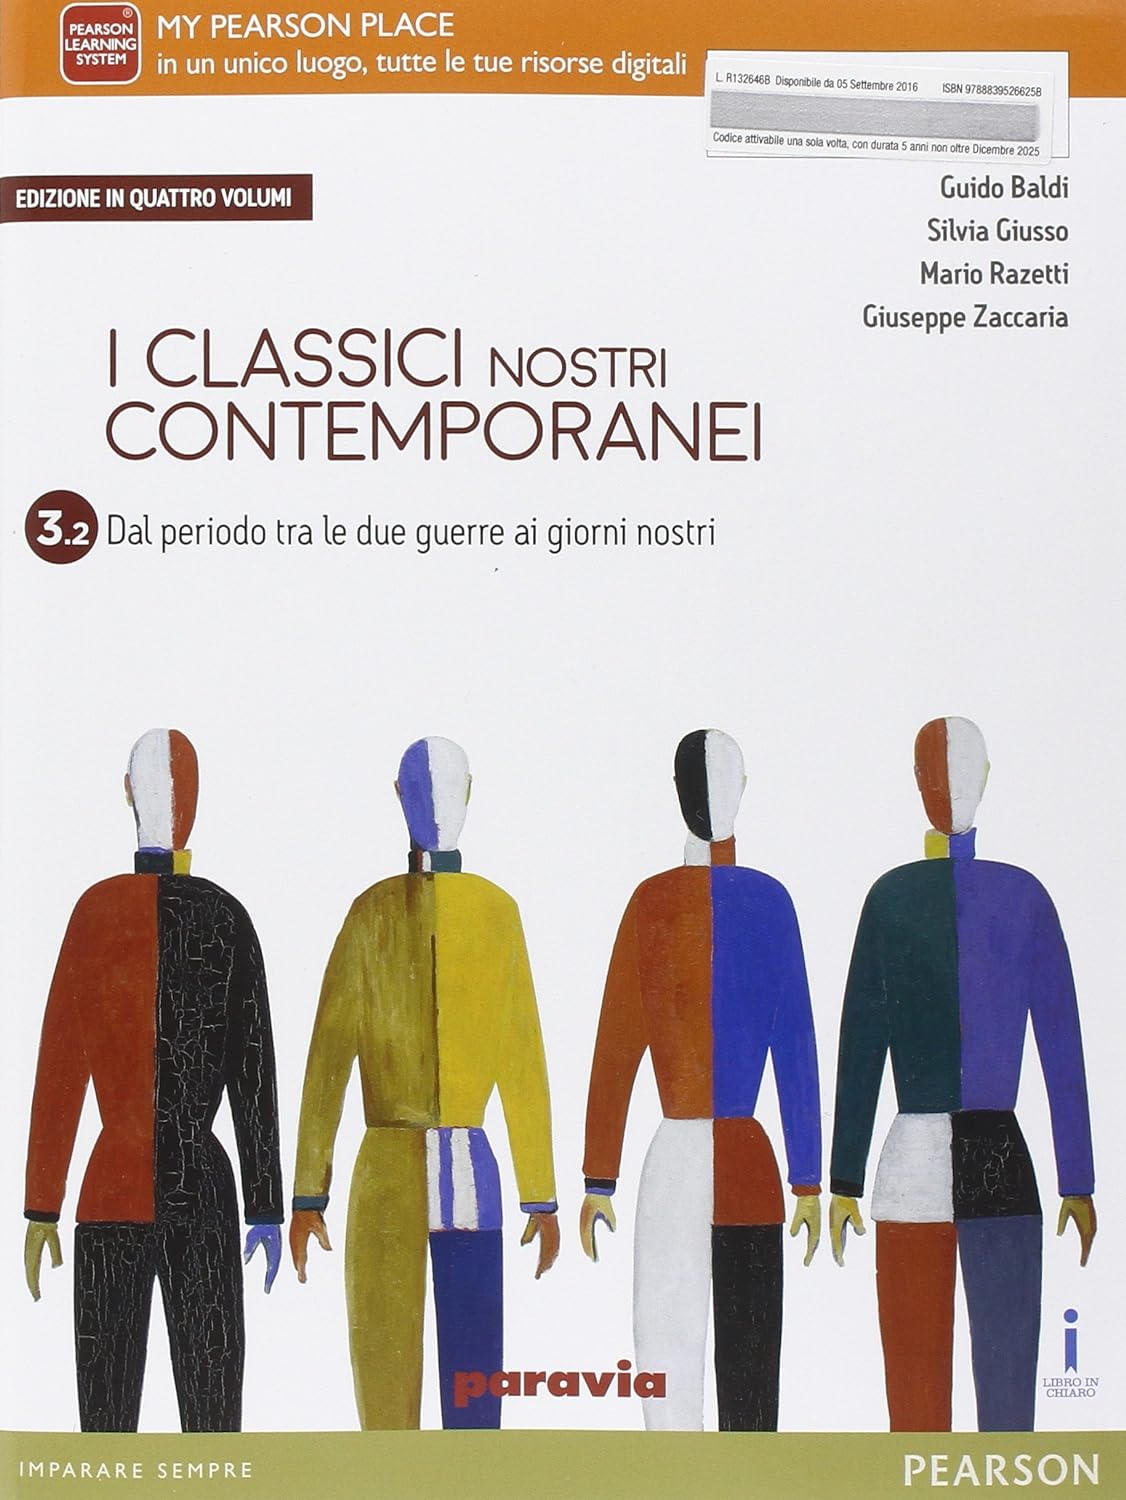 PEARSON
LEARNING
SYSTEM
®
MY PEARSON PLACE
in un unico luogo, tutte le tue risorse digitali
L. R132646B Disponibile da 05 Settembre 2016 ISBN 9788839526625B
Codice attivabile una sola volta, con durata 5 anni non oltre Dicembre 2025
EDIZIONE IN QUATTRO VOLUMI
Guido Baldi
Silvia Giusso
Mario Razetti
Giuseppe Zaccaria
I CLASSICI NOSTRI
CONTEMPORANEI
3.2 Dal periodo tra le due guerre ai giorni nostri
paravia
i
LIBRO IN
CHIARO
IMPARARE SEMPRE
PEARSON